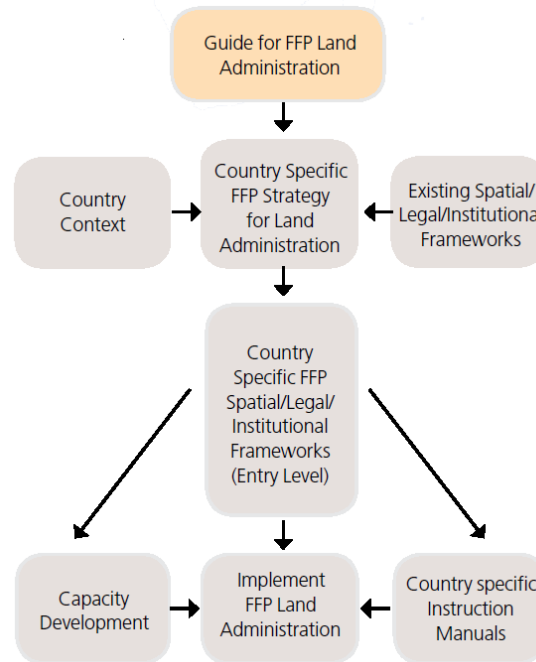 Guide for FFP Land
Administration
Country
Context
Country Specific
FFP Strategy
for Land
Administration
Existing Spatial/
Legal/Institutional
Frameworks
Country
Specific FFP
Spatial/Legal/
Institutional
Frameworks
(Entry Level)
Capacity
Development
Implement
FFP Land
Administration
Country specific
Instruction
Manuals